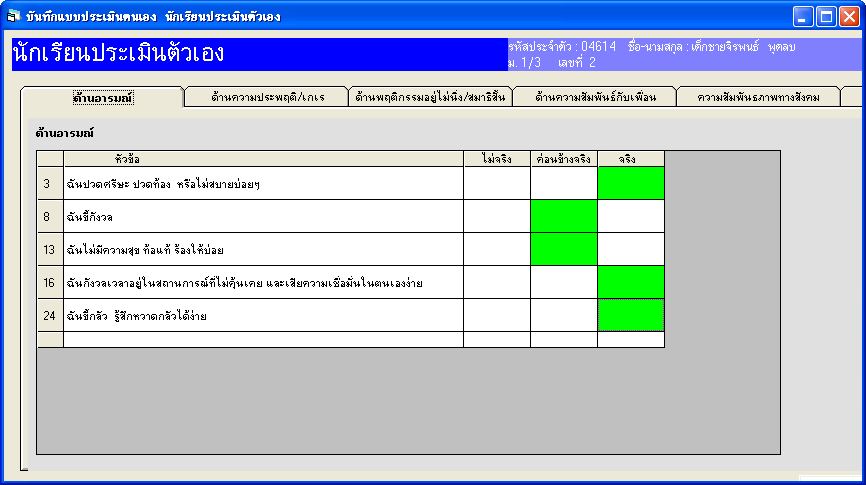 บันทึกแบบประเมินตนเอง นักเรียนประเมินตัวเอง
นักเรียนประเมินตัวเอง
รหัสประจำตัว : 04614 ชื่อ-นามสกุล : เด็กชายจิรพนธ์ พูดลบ
ม. 1/3 เลขที่ 2
ด้านอารมณ์ ด้านความประพฤติ/เกเร ด้านพฤติกรรมอยู่ไม่นิ่ง/สมาธิสั้น ด้านความสัมพันธ์กับเพื่อน ความสัมพันธภาพทางสังคม
ด้านอารมณ์
หัวข้อ ไม่จริง ค่อนข้างจริง จริง
3 ฉันปวดศรีษะ ปวดท้อง หรือไม่สบายบ่อยๆ
8 ฉันขี้กังวล
13 ฉันไม่มีความสุข ท้อแท้ ร้องไห้บ่อย
16 ฉันกังวลเวลาอยู่ในสถานการณ์ที่ไม่คุ้นเคย และเสียความเชื่อมั่นในตนเองง่าย
24 ฉันขี้กลัว รู้สึกหวาดกลัวได้ง่าย